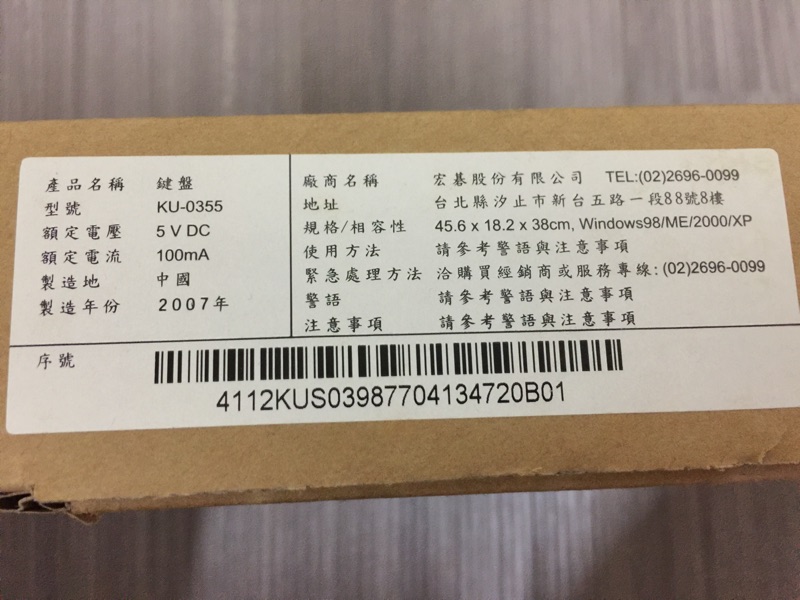 產品名稱 鍵盤
型號 KU-0355
額定電壓 5 V DC
額定電流 100mA
製造地 中國
製造年份 2007年
廠商名稱 宏碁股份有限公司 TEL:(02)2696-0099
地址 台北縣汐止市新台五路一段88號8樓
規格/相容性 45.6 x 18.2 x 38cm, Windows98/ME/2000/XP
使用方法 請參考警語與注意事項
緊急處理方法 洽購買經銷商或服務專線: (02)2696-0099
警語 請參考警語與注意事項
注意事項 請參考警語與注意事項
序號
4112KUS03987704134720B01